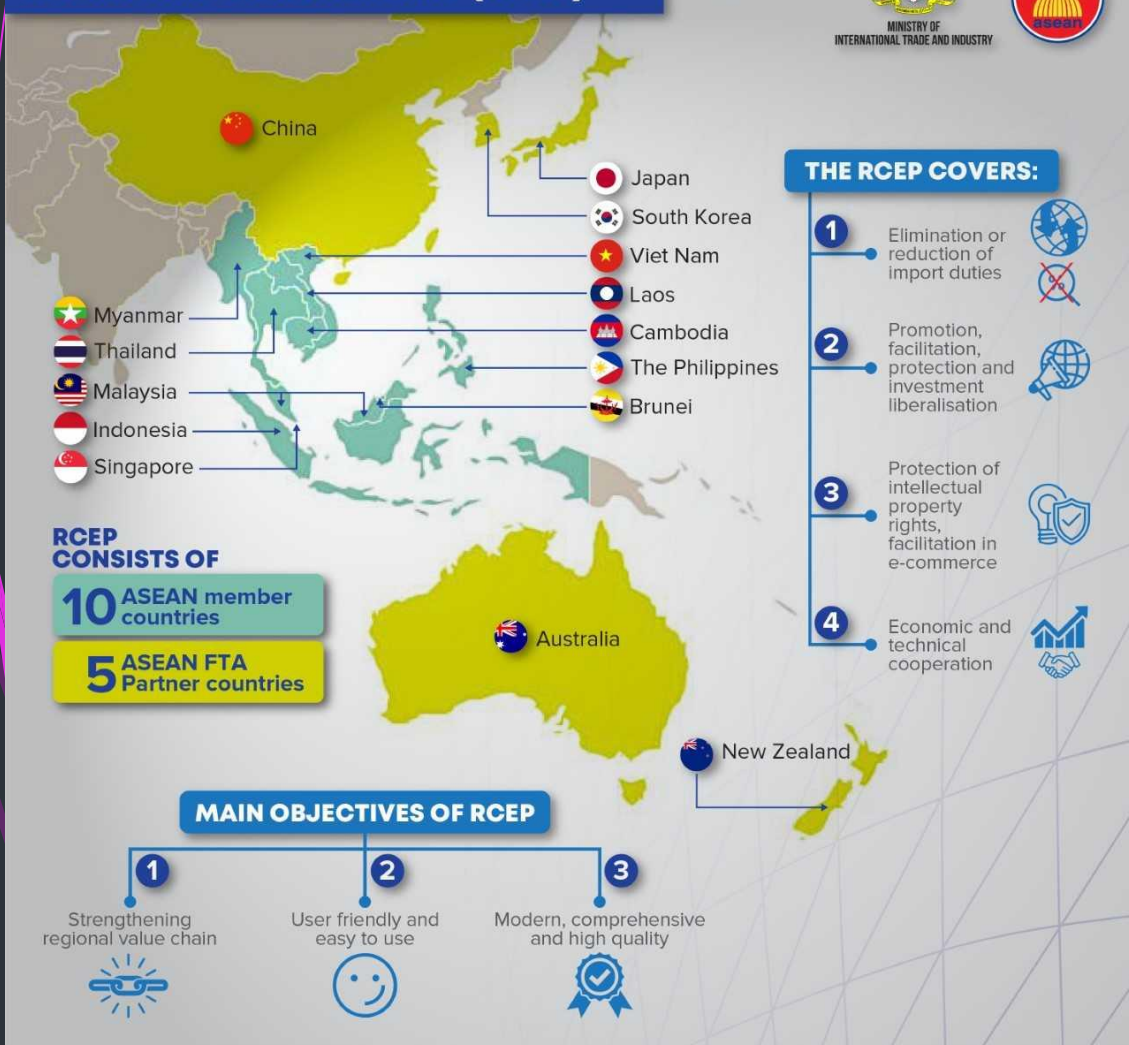 MINISTRY OF
INTERNATIONAL TRADE AND INDUSTRY
asean
China
Japan
South Korea
Viet Nam
Laos
Cambodia
The Philippines
Brunei
Myanmar
Thailand
Malaysia
Indonesia
Singapore
THE RCEP COVERS:
1
Elimination or
reduction of
import duties
2
Promotion,
facilitation,
protection and
investment
liberalisation
3
Protection of
intellectual
property
rights,
facilitation in
e-commerce
4
Economic and
technical
cooperation
RCEP
CONSISTS OF
10 ASEAN member
countries
5 ASEAN FTA
Partner countries
Australia
New Zealand
MAIN OBJECTIVES OF RCEP
1
Strengthening
regional value chain
2
User friendly and
easy to use
3
Modern, comprehensive
and high quality